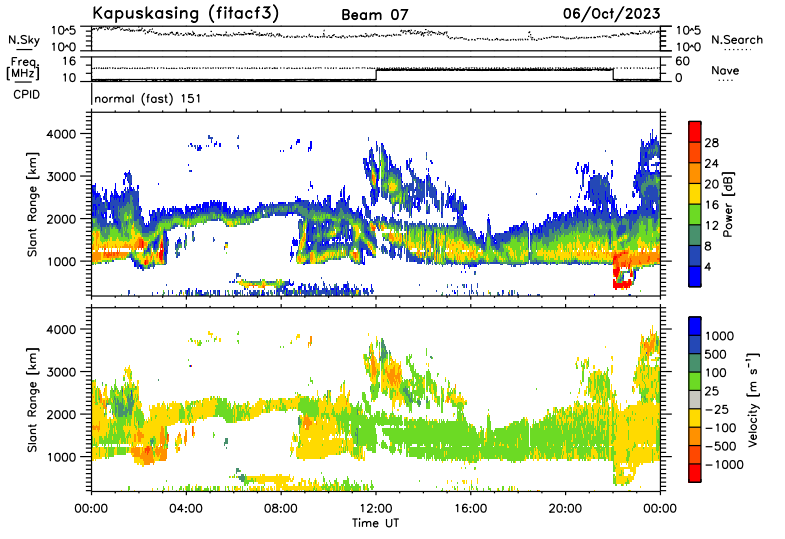 Kapuskasing (fitacf3) Beam 07 06/Oct/2023
N.Sky 10^5 10^0 10^5 10^0 N.Search
Freq. [MHz] 16 10 60 0 Nave
CPID normal (fast) 151
Slant Range [km] 4000 3000 2000 1000
Power [dB] 28 24 20 16 12 8 4
Slant Range [km] 4000 3000 2000 1000
Velocity [m s⁻¹] 1000 500 100 25 −25 −100 −500 −1000
00:00 04:00 08:00 12:00 16:00 20:00 00:00
Time UT